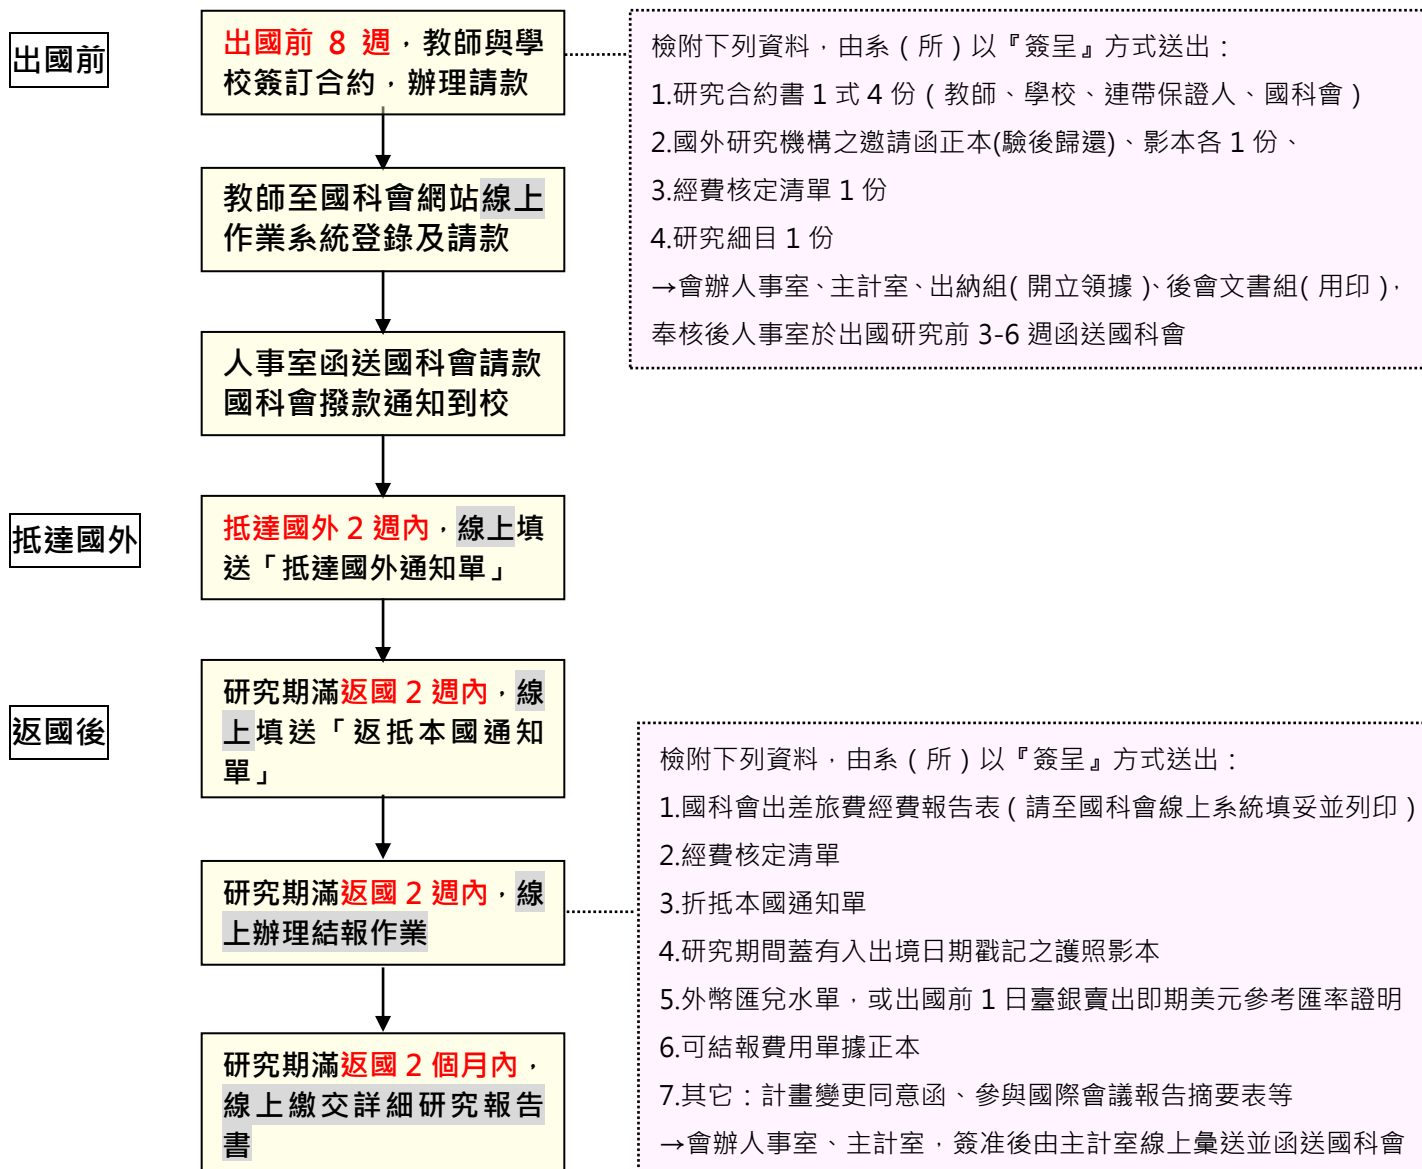 出國前
出國前 8 週，教師與學
校簽訂合約，辦理請款
檢附下列資料，由系（所）以『簽呈』方式送出：
1.研究合約書 1 式 4 份（教師、學校、連帶保證人、國科會）
2.國外研究機構之邀請函正本(驗後歸還)、影本各 1 份、
3.經費核定清單 1 份
4.研究細目 1 份
→會辦人事室、主計室、出納組(開立領據)、後會文書組(用印)，
奉核後人事室於出國研究前 3-6 週函送國科會
教師至國科會網站線上
作業系統登錄及請款
人事室函送國科會請款
國科會撥款通知到校
抵達國外
抵達國外 2 週內，線上填
送「抵達國外通知單」
返國後
研究期滿返國 2 週內，線
上填送「返抵本國通知
單」
研究期滿返國 2 週內，線
上辦理結報作業
檢附下列資料，由系（所）以『簽呈』方式送出：
1.國科會出差旅費經費報告表（請至國科會線上系統填妥並列印）
2.經費核定清單
3.折抵本國通知單
4.研究期間蓋有入出境日期戳記之護照影本
5.外幣匯兌水單，或出國前 1 日臺銀賣出即期美元參考匯率證明
6.可結報費用單據正本
7.其它：計畫變更同意函、參與國際會議報告摘要表等
→會辦人事室、主計室，簽准後由主計室線上彙送並函送國科會
研究期滿返國 2 個月內，
線上繳交詳細研究報告
書